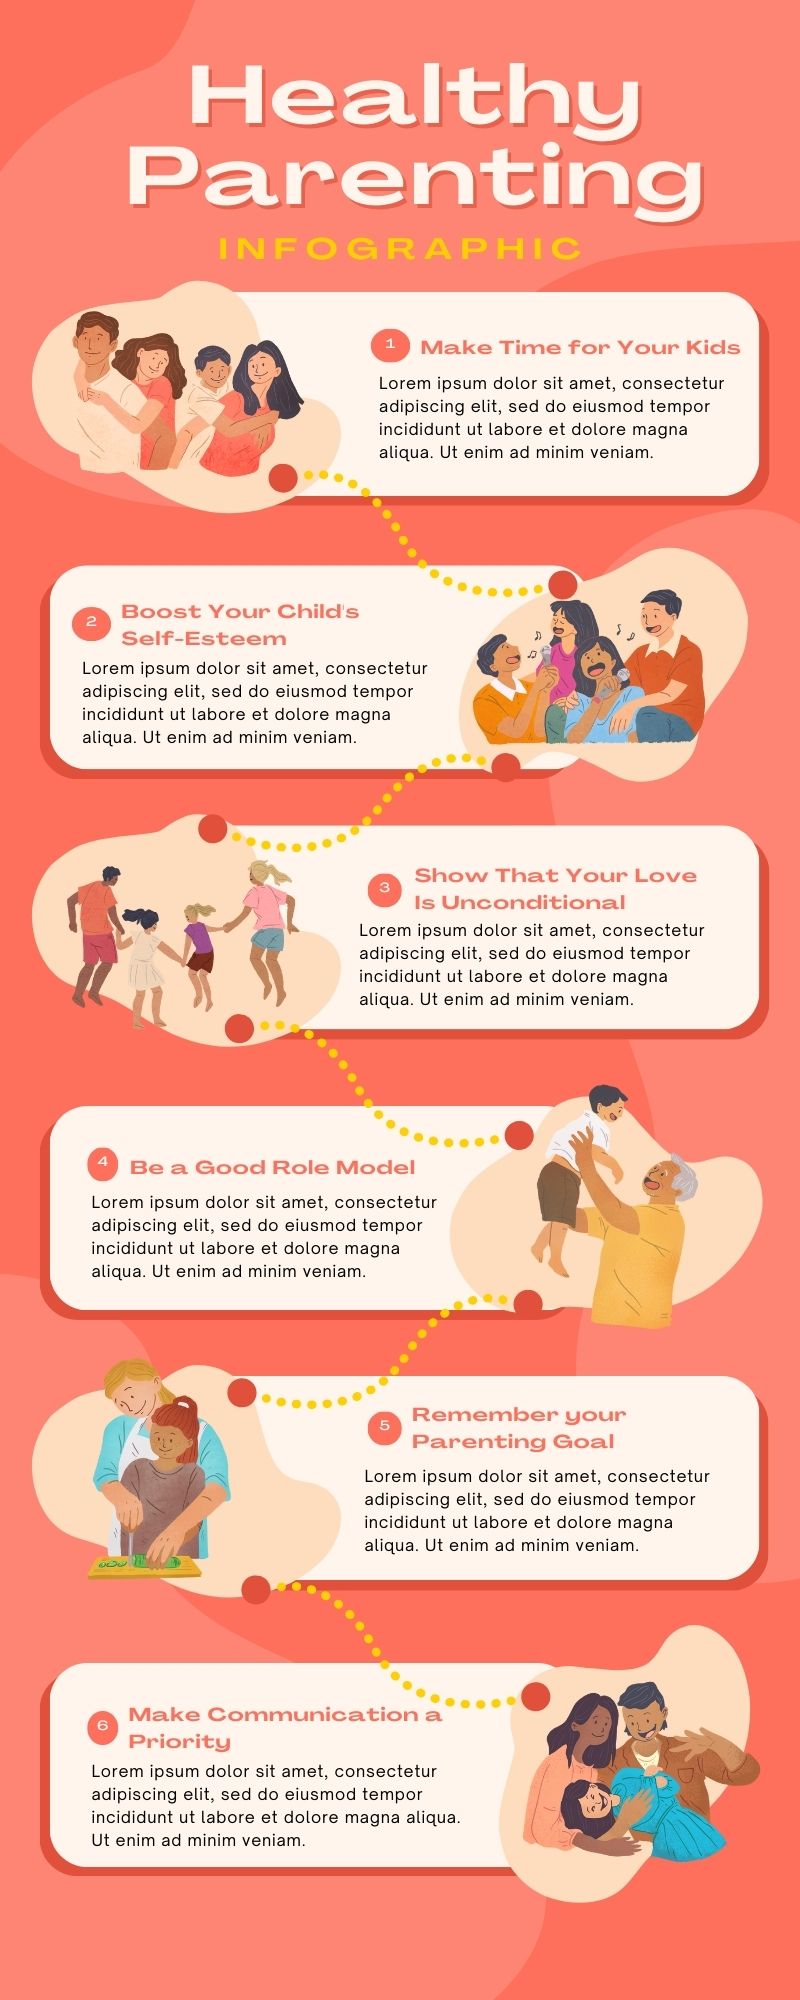 Healthy
Parenting
INFOGRAPHIC
1 Make Time for Your Kids
Lorem ipsum dolor sit amet, consectetur
adipiscing elit, sed do eiusmod tempor
incididunt ut labore et dolore magna
aliqua. Ut enim ad minim veniam.
2 Boost Your Child's
Self-Esteem
Lorem ipsum dolor sit amet, consectetur
adipiscing elit, sed do eiusmod tempor
incididunt ut labore et dolore magna
aliqua. Ut enim ad minim veniam.
3 Show That Your Love
Is Unconditional
Lorem ipsum dolor sit amet, consectetur
adipiscing elit, sed do eiusmod tempor
incididunt ut labore et dolore magna
aliqua. Ut enim ad minim veniam.
4 Be a Good Role Model
Lorem ipsum dolor sit amet, consectetur
adipiscing elit, sed do eiusmod tempor
incididunt ut labore et dolore magna
aliqua. Ut enim ad minim veniam.
5 Remember your
Parenting Goal
Lorem ipsum dolor sit amet, consectetur
adipiscing elit, sed do eiusmod tempor
incididunt ut labore et dolore magna
aliqua. Ut enim ad minim veniam.
6 Make Communication a
Priority
Lorem ipsum dolor sit amet, consectetur
adipiscing elit, sed do eiusmod tempor
incididunt ut labore et dolore magna aliqua.
Ut enim ad minim veniam.